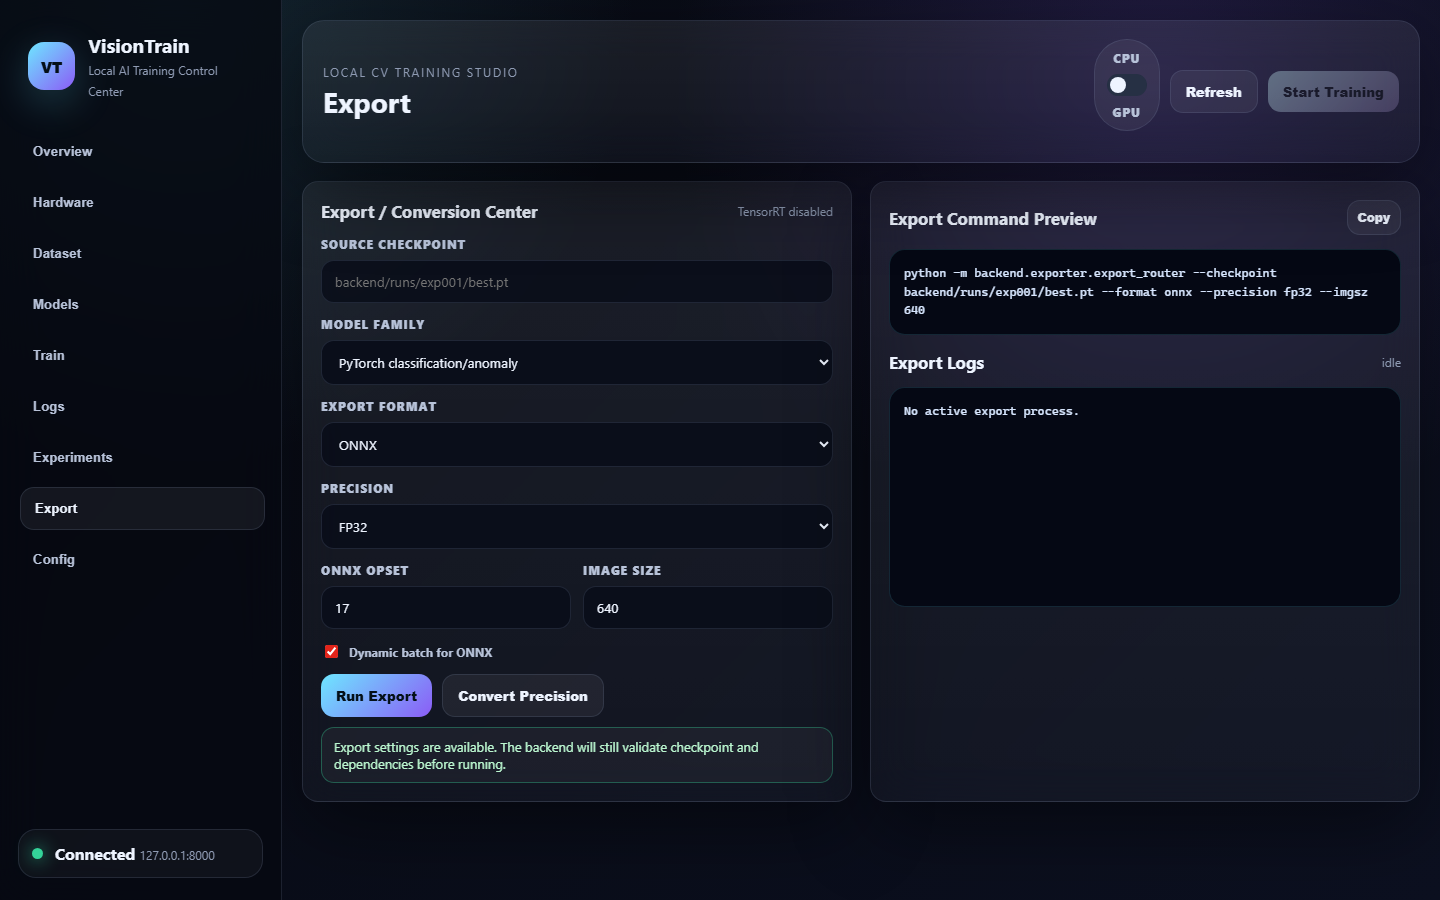 VT
VisionTrain
Local AI Training Control
Center
Overview
Hardware
Dataset
Models
Train
Logs
Experiments
Export
Config
Connected 127.0.0.1:8000
LOCAL CV TRAINING STUDIO
Export
CPU
GPU
Refresh
Start Training
Export / Conversion Center
TensorRT disabled
SOURCE CHECKPOINT
backend/runs/exp001/best.pt
MODEL FAMILY
PyTorch classification/anomaly
EXPORT FORMAT
ONNX
PRECISION
FP32
ONNX OPSET
IMAGE SIZE
17
640
Dynamic batch for ONNX
Run Export
Convert Precision
Export settings are available. The backend will still validate checkpoint and
dependencies before running.
Export Command Preview
Copy
python -m backend.exporter.export_router --checkpoint
backend/runs/exp001/best.pt --format onnx --precision fp32 --imgsz
640
Export Logs
idle
No active export process.